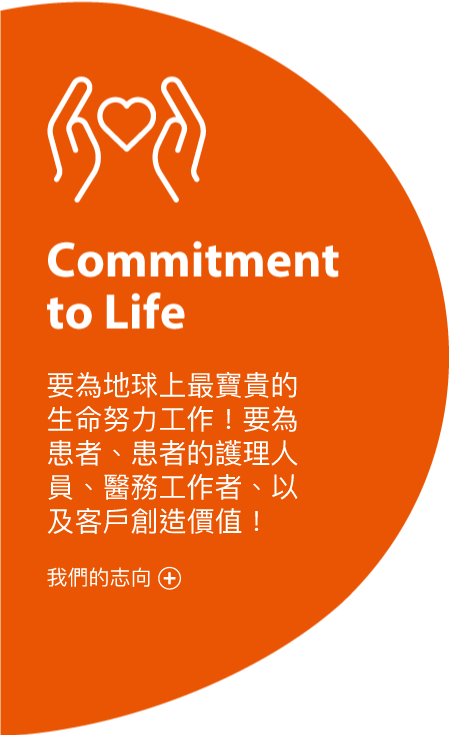 Commitment
to Life
要為地球上最寶貴的
生命努力工作！要為
患者、患者的護理人
員、醫務工作者、以
及客戶創造價值！
我們的志向